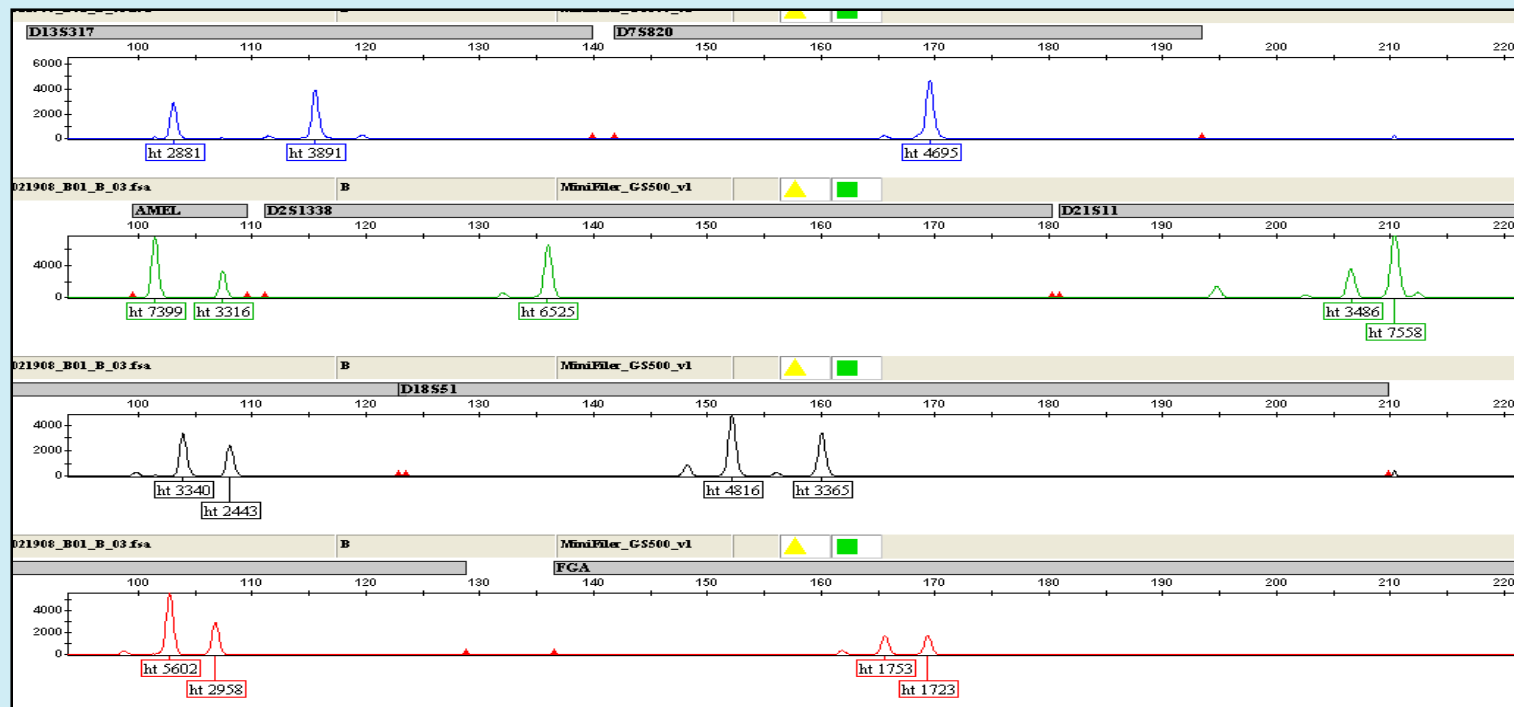 D13S317 D7S820
100 110 120 130 140 150 160 170 180 190 200 210 220
6000
4000
2000
0
ht 2881 ht 3891 ht 4695
021908_B01_B_03.fsa B MiniFiler_GS500_v1
AMEL D2S1338 D21S11
100 110 120 130 140 150 160 170 180 190 200 210 220
4000
0
ht 7399 ht 3316 ht 6525 ht 3486
ht 7558
021908_B01_B_03.fsa B MiniFiler_GS500_v1
D18S51
100 110 120 130 140 150 160 170 180 190 200 210 220
4000
2000
0
ht 3340 ht 4816 ht 3365
ht 2443
021908_B01_B_03.fsa B MiniFiler_GS500_v1
FGA
100 110 120 130 140 150 160 170 180 190 200 210 220
4000
2000
0
ht 5602 ht 1753
ht 2958 ht 1723